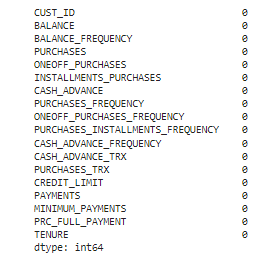 CUST_ID 0
BALANCE 0
BALANCE_FREQUENCY 0
PURCHASES 0
ONEOFF_PURCHASES 0
INSTALLMENTS_PURCHASES 0
CASH_ADVANCE 0
PURCHASES_FREQUENCY 0
ONEOFF_PURCHASES_FREQUENCY 0
PURCHASES_INSTALLMENTS_FREQUENCY 0
CASH_ADVANCE_FREQUENCY 0
CASH_ADVANCE_TRX 0
PURCHASES_TRX 0
CREDIT_LIMIT 0
PAYMENTS 0
MINIMUM_PAYMENTS 0
PRC_FULL_PAYMENT 0
TENURE 0
dtype: int64